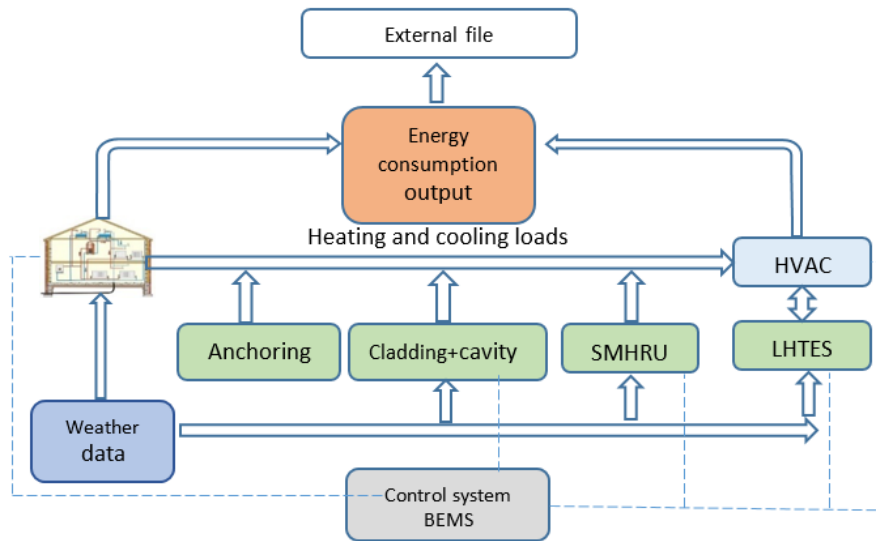 External file
Energy
consumption
output
Heating and cooling loads
HVAC
Anchoring
Cladding+cavity
SMHRU
LHTES
Weather
data
Control system
BEMS